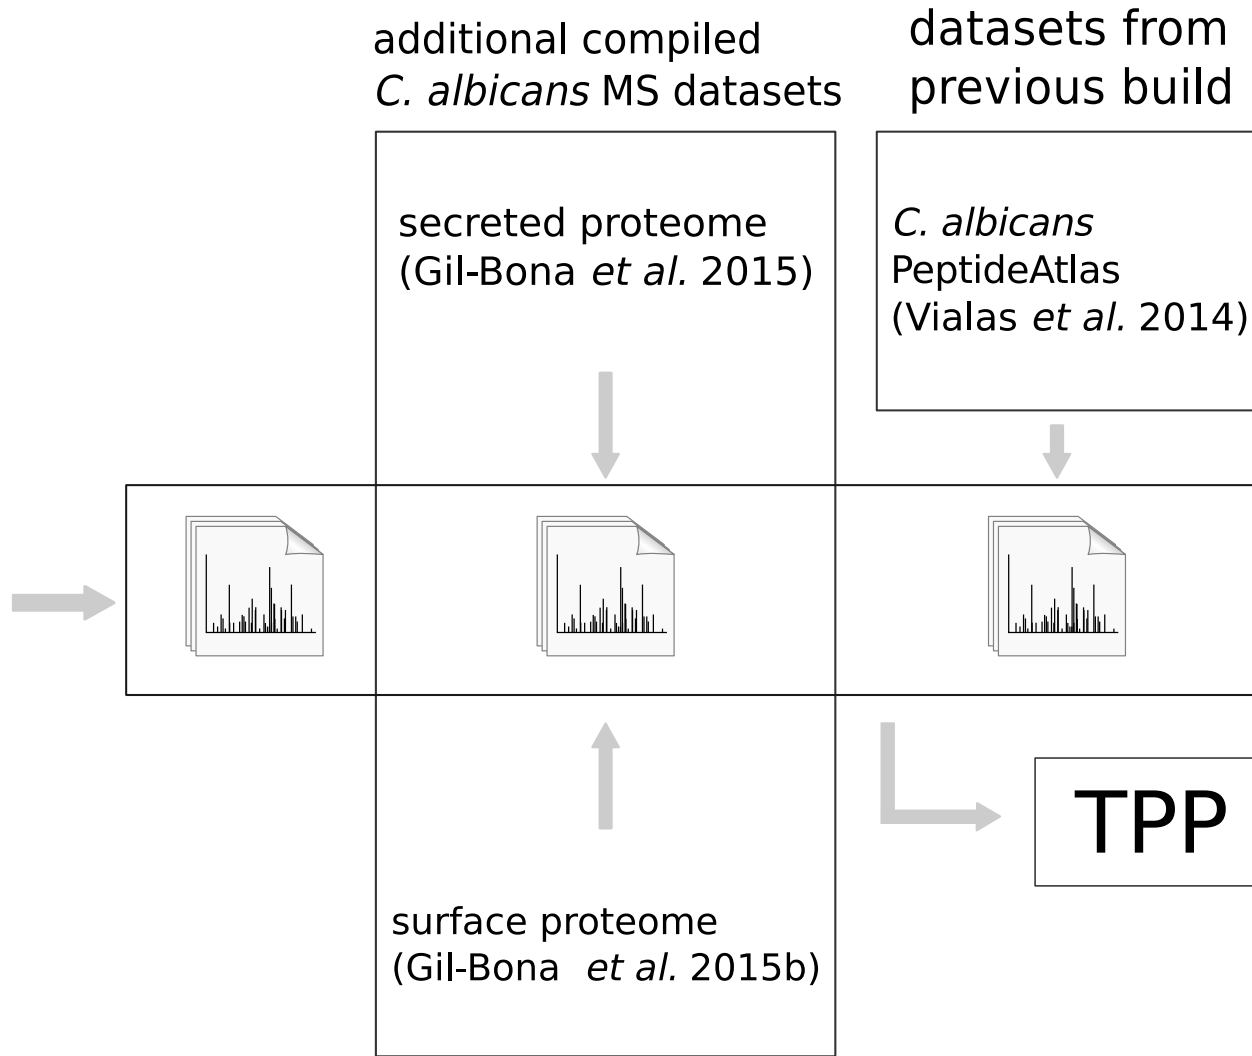 additional compiled
C. albicans MS datasets
datasets from
previous build
secreted proteome
(Gil-Bona et al. 2015)
C. albicans
PeptideAtlas
(Vialas et al. 2014)
TPP
surface proteome
(Gil-Bona et al. 2015b)